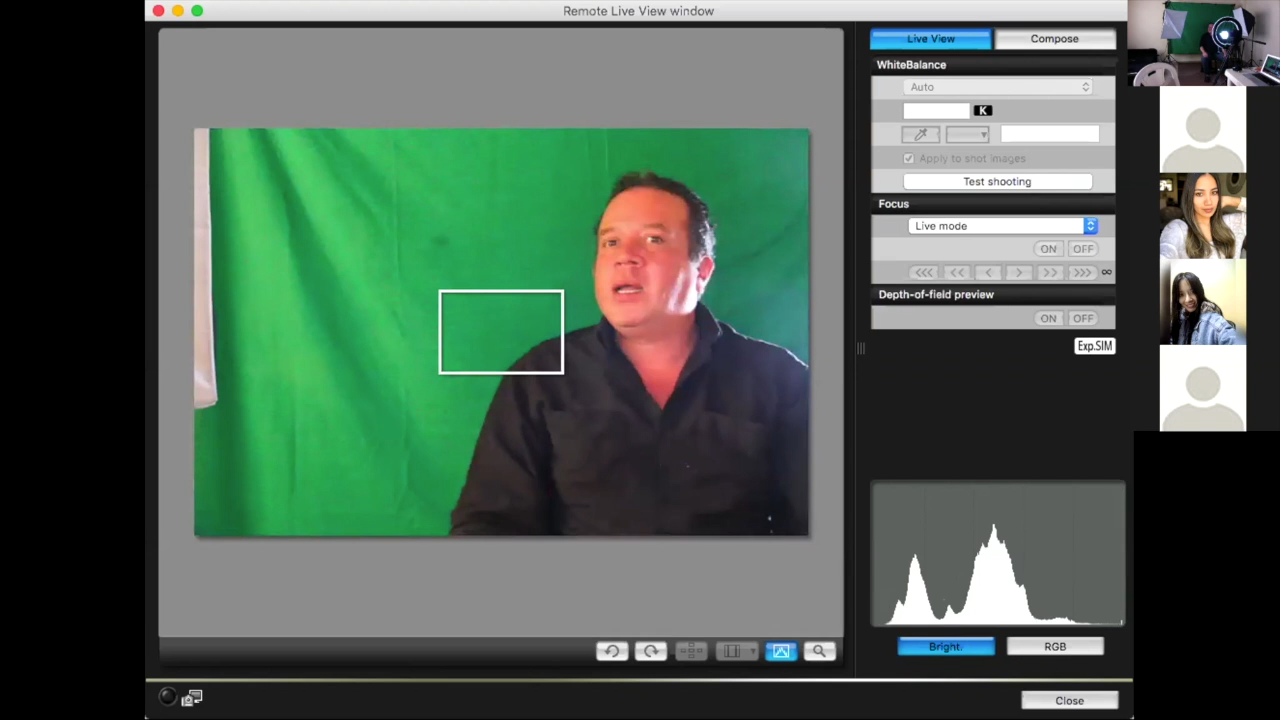 Remote Live View window
Live View
Compose
WhiteBalance
Auto
K
Apply to shot images
Test shooting
Focus
Live mode
ON
OFF
<<<
<<
<
>
>>
>>>
∞
Depth-of-field preview
ON
OFF
Exp.SIM
Bright.
RGB
Close